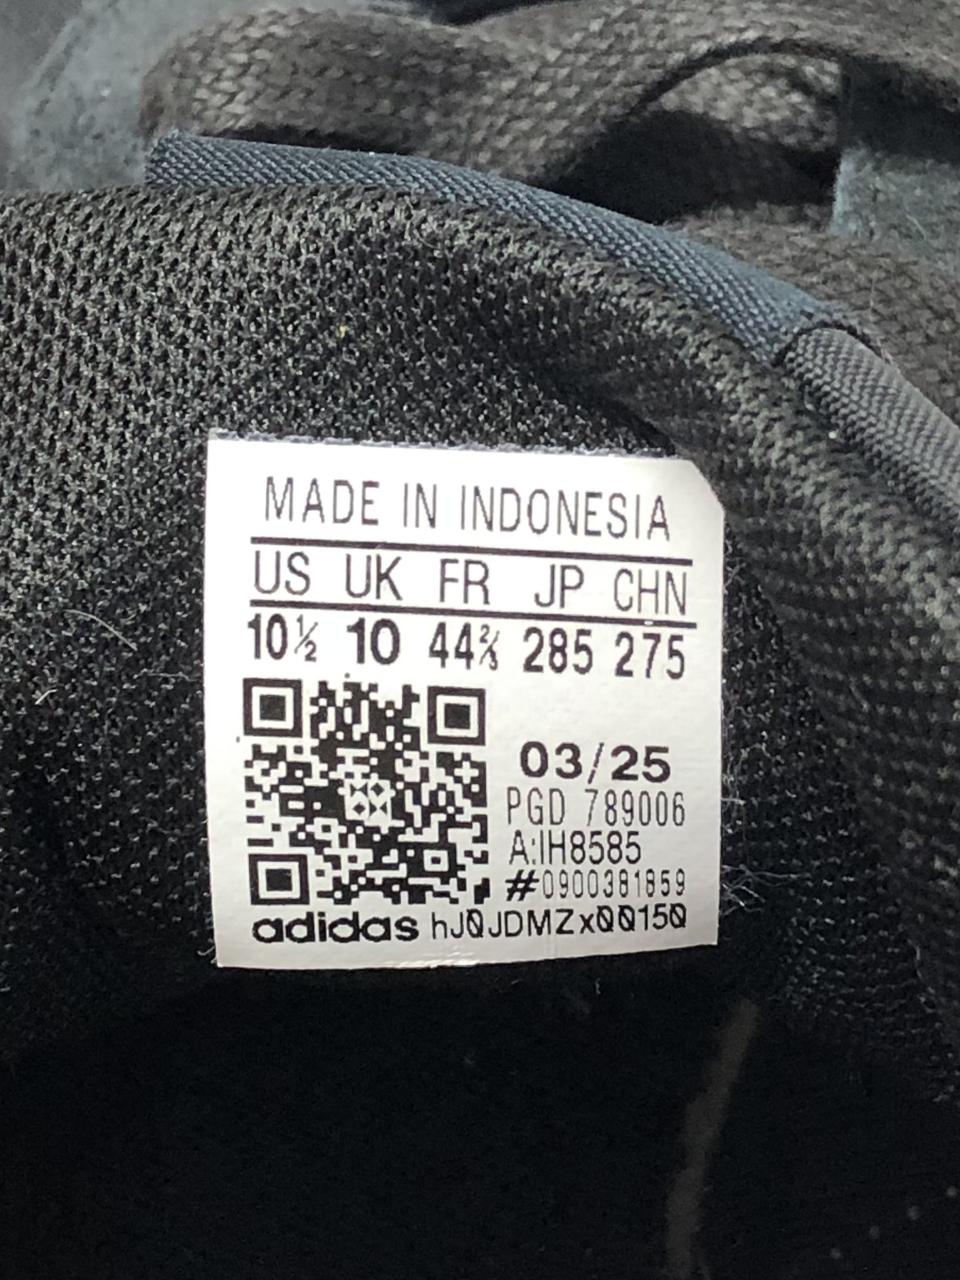 MADE IN INDONESIA
US UK FR JP CHN
10½ 10 44⅔ 285 275
03/25
PGD 789006
A:IH8585
#0900381859
adidas hJ0JDMZx00150